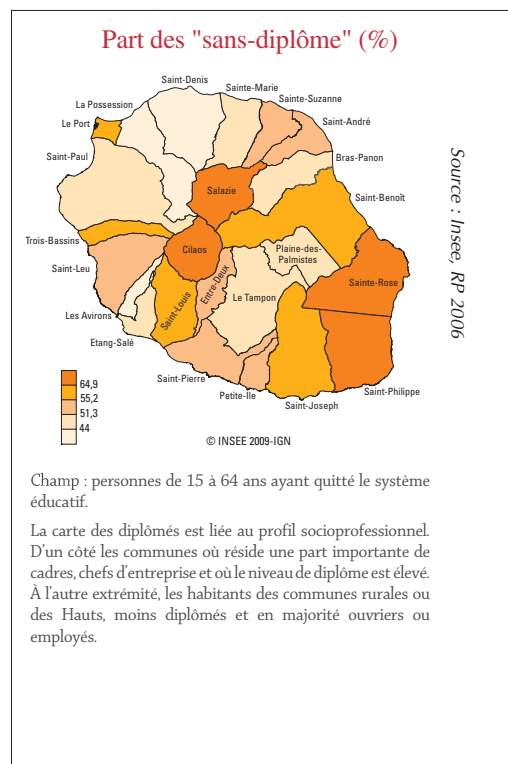 Part des "sans-diplôme" (%)
Saint-Denis
Sainte-Marie
La Possession
Sainte-Suzanne
Le Port
Saint-André
Saint-Paul
Bras-Panon
Salazie
Saint-Benoît
Trois-Bassins
Cilaos
Plaine-des-
Palmistes
Saint-Leu
Entre-Deux
Sainte-Rose
Saint-Louis
Le Tampon
Les Avirons
Etang-Salé
Saint-Pierre
Petite-Ile
Saint-Joseph
Saint-Philippe
64,9
55,2
51,3
44
© INSEE 2009-IGN
Source : Insee, RP 2006
Champ : personnes de 15 à 64 ans ayant quitté le système
éducatif.
La carte des diplômés est liée au profil socioprofessionnel.
D'un côté les communes où réside une part importante de
cadres, chefs d'entreprise et où le niveau de diplôme est élevé.
À l'autre extrémité, les habitants des communes rurales ou
des Hauts, moins diplômés et en majorité ouvriers ou
employés.